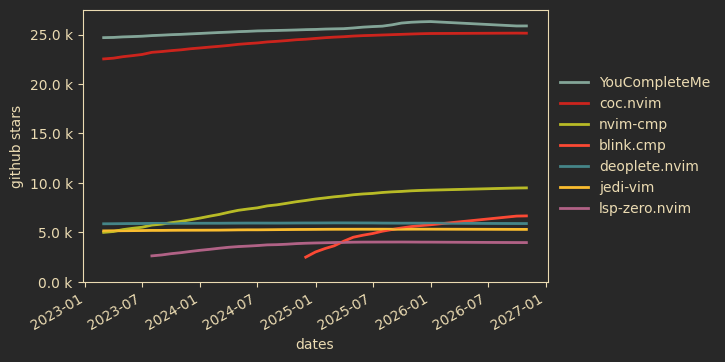 25.0 k
20.0 k
15.0 k
10.0 k
5.0 k
0.0 k
github stars
2023-01
2023-07
2024-01
2024-07
2025-01
2025-07
2026-01
2026-07
2027-01
dates
YouCompleteMe
coc.nvim
nvim-cmp
blink.cmp
deoplete.nvim
jedi-vim
lsp-zero.nvim